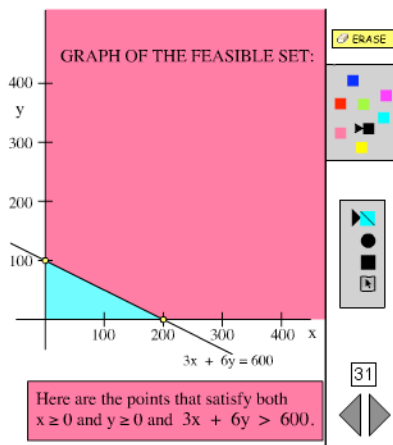 GRAPH OF THE FEASIBLE SET:
ERASE
400
y
300
200
100
100 200 300 400 x
3x + 6y = 600
31
Here are the points that satisfy both
x ≥ 0 and y ≥ 0 and 3x + 6y > 600.